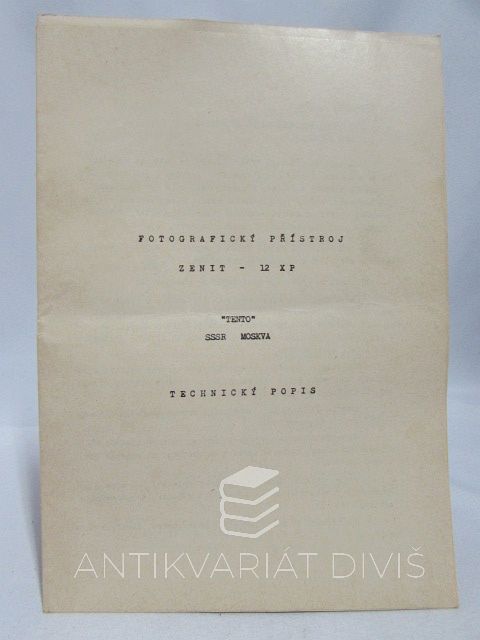 FOTOGRAFICKÝ PŘÍSTROJ
ZENIT - 12 XP
"TENTO"
SSSR MOSKVA
TECHNICKÝ POPIS
ANTIKVARIÁT DIVIŠ